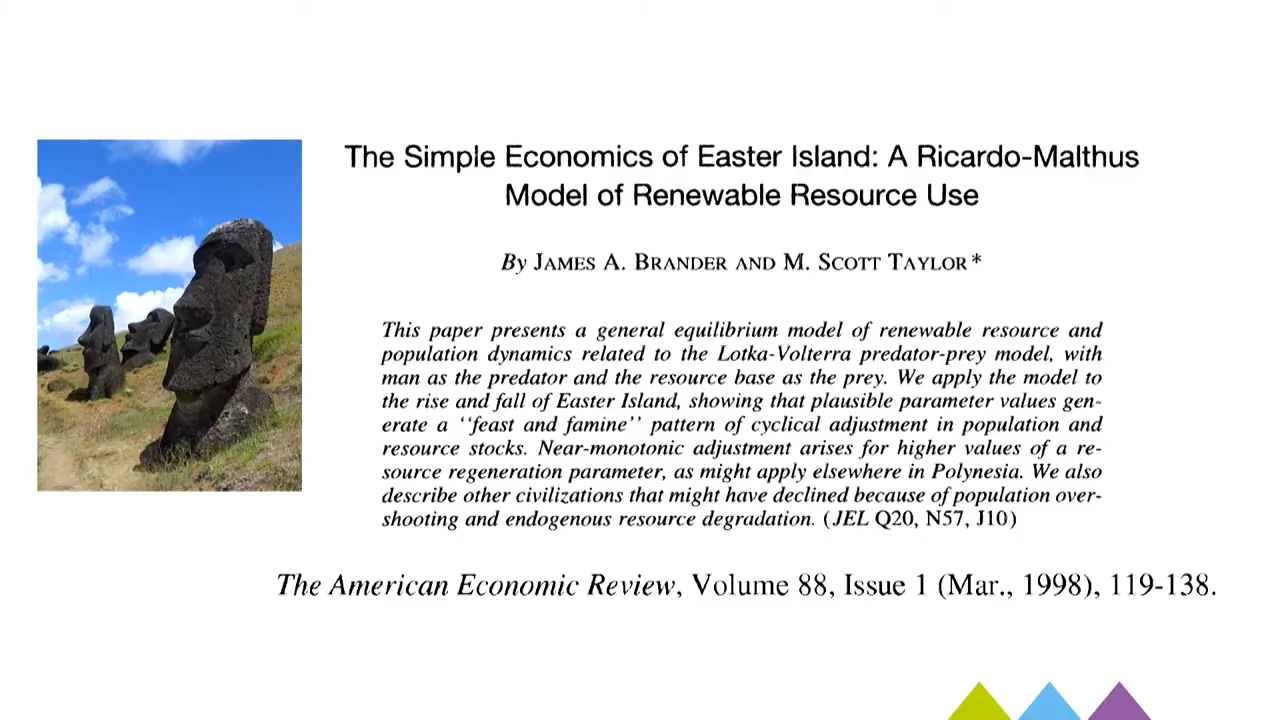 The Simple Economics of Easter Island: A Ricardo-Malthus
Model of Renewable Resource Use
By JAMES A. BRANDER AND M. SCOTT TAYLOR*
This paper presents a general equilibrium model of renewable resource and
population dynamics related to the Lotka-Volterra predator-prey model, with
man as the predator and the resource base as the prey. We apply the model to
the rise and fall of Easter Island, showing that plausible parameter values gen-
erate a ‘‘feast and famine’’ pattern of cyclical adjustment in population and
resource stocks. Near-monotonic adjustment arises for higher values of a re-
source regeneration parameter, as might apply elsewhere in Polynesia. We also
describe other civilizations that might have declined because of population over-
shooting and endogenous resource degradation. (JEL Q20, N57, J10)
The American Economic Review, Volume 88, Issue 1 (Mar., 1998), 119-138.